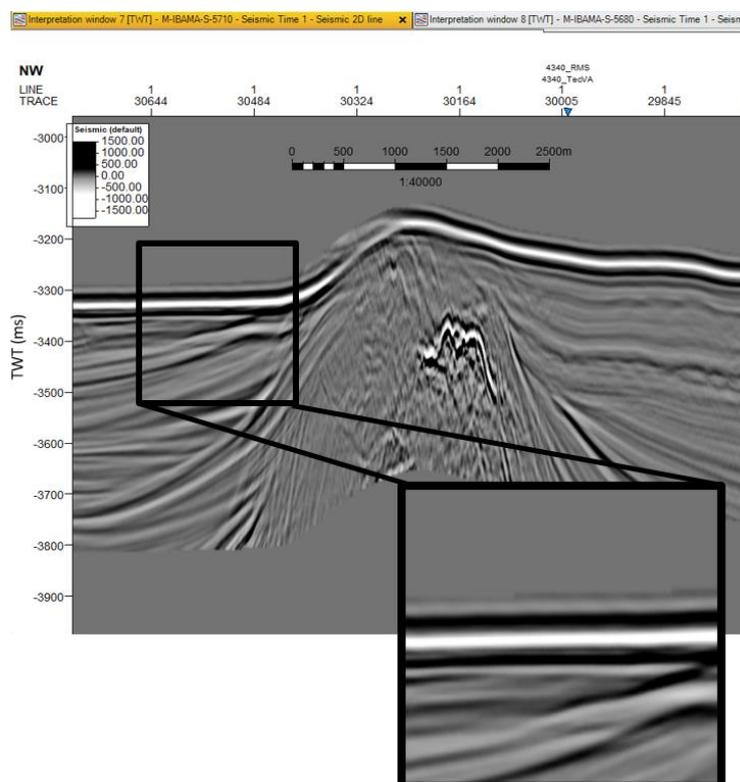 Interpretation window 7 [TWT] - M-IBAMA-S-5710 - Seismic Time 1 - Seismic 2D line
Interpretation window 8 [TWT] - M-IBAMA-S-5680 - Seismic Time 1 - Seism
NW
4340_RMS
4340_TecVA
LINE 1 1 1 1 1 1
TRACE 30644 30484 30324 30164 30005 29845
Seismic (default)
1500.00
1000.00
500.00
0.00
-500.00
-1000.00
-1500.00
0 500 1000 1500 2000 2500m
1:40000
TWT (ms)
-3000
-3100
-3200
-3300
-3400
-3500
-3600
-3700
-3800
-3900